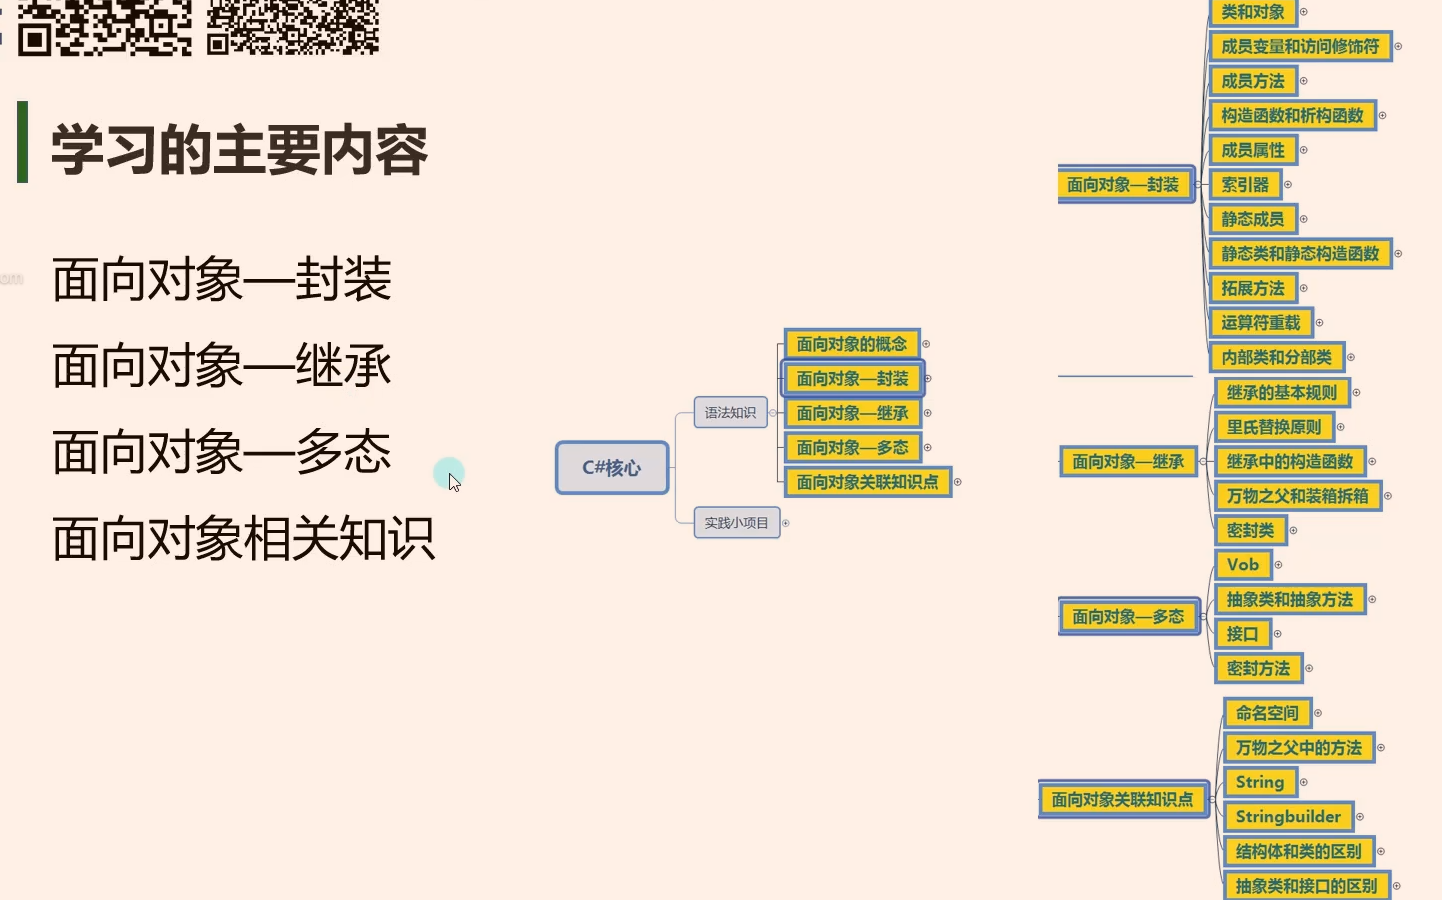 学习的主要内容
面向对象—封装
面向对象—继承
面向对象—多态
面向对象相关知识
C#核心
语法知识
面向对象的概念
面向对象—封装
面向对象—继承
面向对象—多态
面向对象关联知识点
实践小项目
面向对象—封装
类和对象
成员变量和访问修饰符
成员方法
构造函数和析构函数
成员属性
索引器
静态成员
静态类和静态构造函数
拓展方法
运算符重载
内部类和分部类
面向对象—继承
继承的基本规则
里氏替换原则
继承中的构造函数
万物之父和装箱拆箱
密封类
面向对象—多态
Vob
抽象类和抽象方法
接口
密封方法
面向对象关联知识点
命名空间
万物之父中的方法
String
Stringbuilder
结构体和类的区别
抽象类和接口的区别